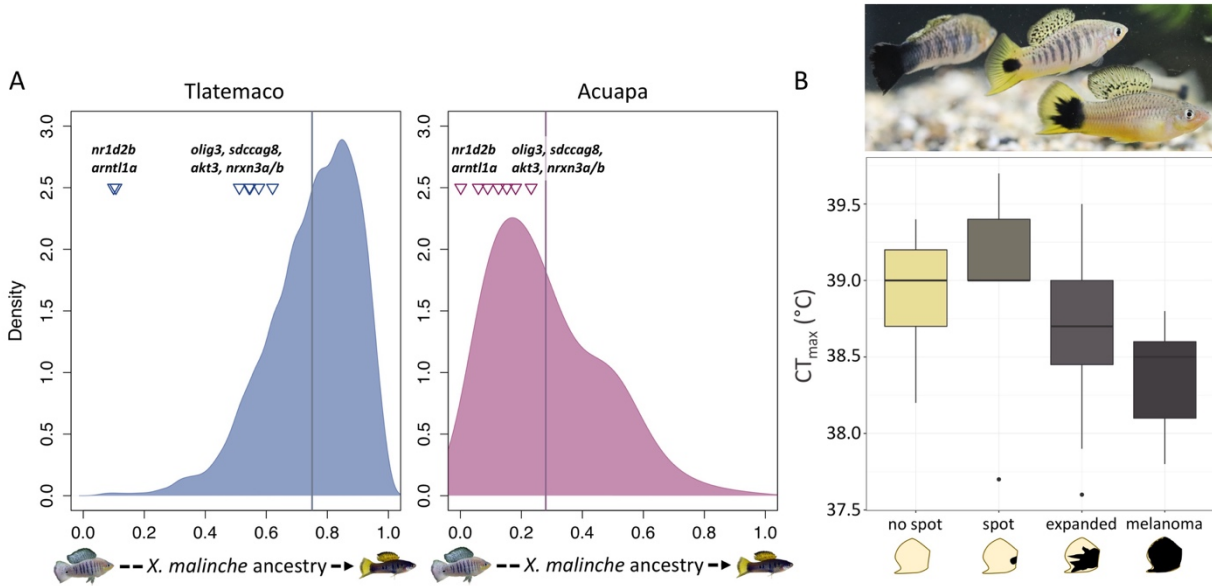 A
Tlatemaco
Acuapa
Density
3.0
2.5
2.0
1.5
1.0
0.5
0.0
nr1d2b
arntl1a
olig3, sdccag8,
akt3, nrxn3a/b
0.0 0.2 0.4 0.6 0.8 1.0
X. malinche ancestry
3.0
2.5
2.0
1.5
1.0
0.5
0.0
nr1d2b
arntl1a
olig3, sdccag8,
akt3, nrxn3a/b
0.0 0.2 0.4 0.6 0.8 1.0
X. malinche ancestry
B
CTmax (°C)
39.5
39.0
38.5
38.0
37.5
no spot spot expanded melanoma